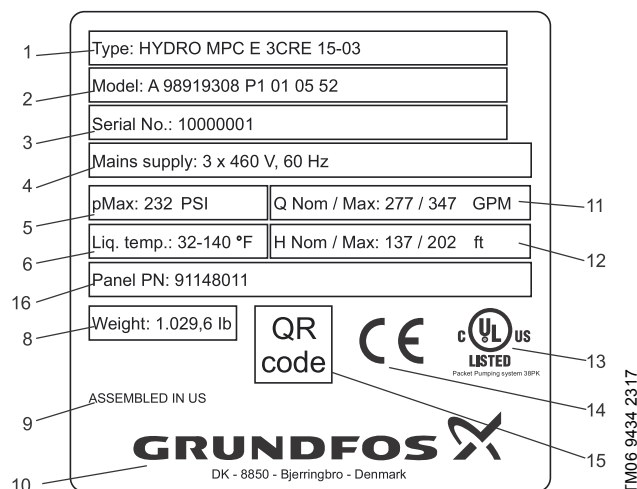 1 Type: HYDRO MPC E 3CRE 15-03
2 Model: A 98919308 P1 01 05 52
3 Serial No.: 10000001
4 Mains supply: 3 x 460 V, 60 Hz
5 pMax: 232 PSI Q Nom / Max: 277 / 347 GPM 11
6 Liq. temp.: 32-140 °F H Nom / Max: 137 / 202 ft 12
16 Panel PN: 91148011
8 Weight: 1.029,6 lb
QR
code
CE
c UL US
LISTED
Packet Pumping system 38PK
13
14
15
9 ASSEMBLED IN US
GRUNDFOS
10 DK - 8850 - Bjerringbro - Denmark
TM06 9434 2317